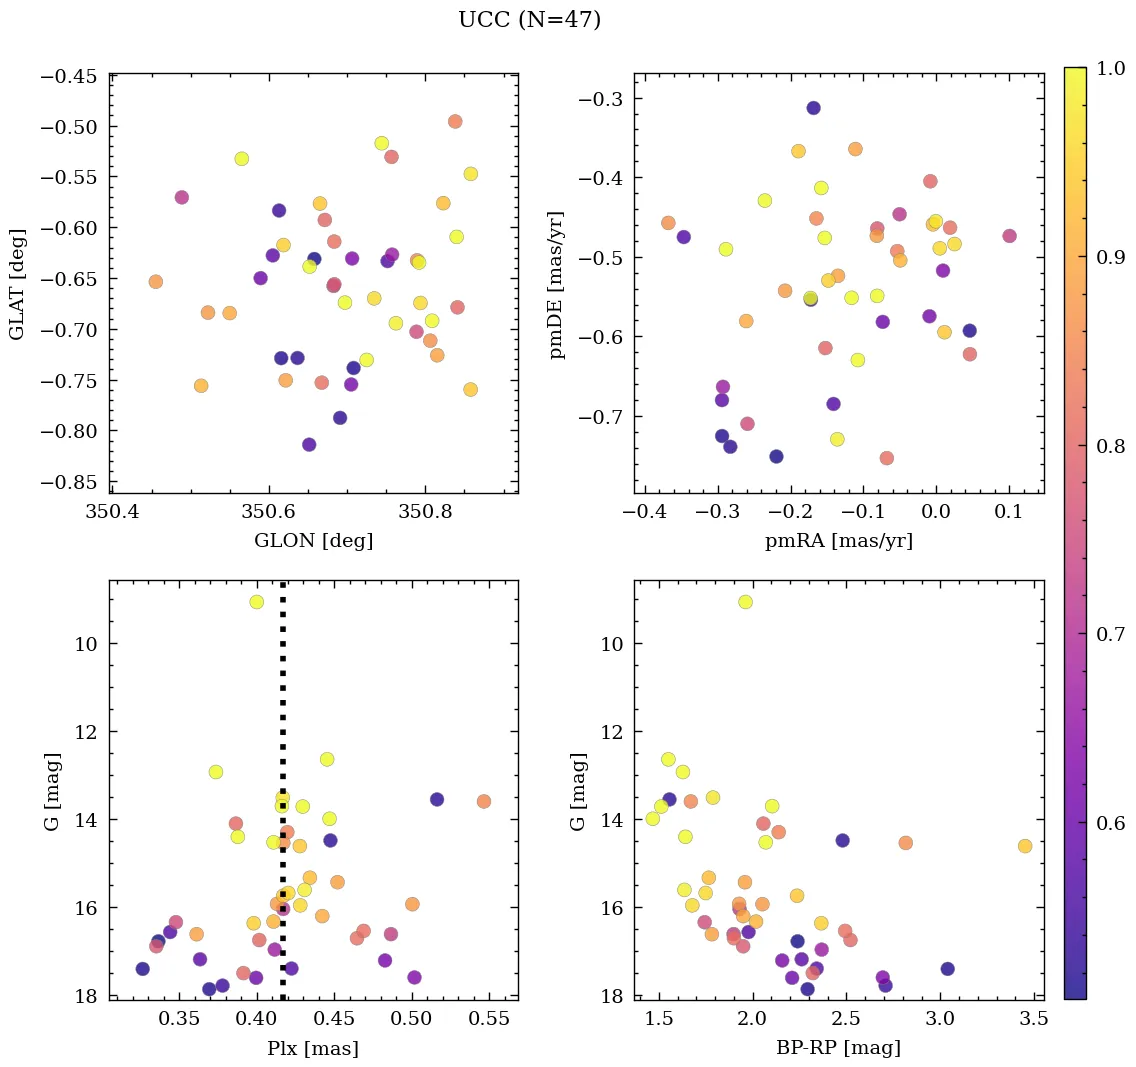 UCC (N=47)
−0.45
−0.50
−0.55
−0.60
−0.65
−0.70
−0.75
−0.80
−0.85
GLAT [deg]
350.4 350.6 350.8
GLON [deg]
−0.3
−0.4
−0.5
−0.6
−0.7
pmDE [mas/yr]
−0.4 −0.3 −0.2 −0.1 0.0 0.1
pmRA [mas/yr]
10
12
14
16
18
G [mag]
0.35 0.40 0.45 0.50 0.55
Plx [mas]
10
12
14
16
18
G [mag]
1.5 2.0 2.5 3.0 3.5
BP-RP [mag]
1.0
0.9
0.8
0.7
0.6